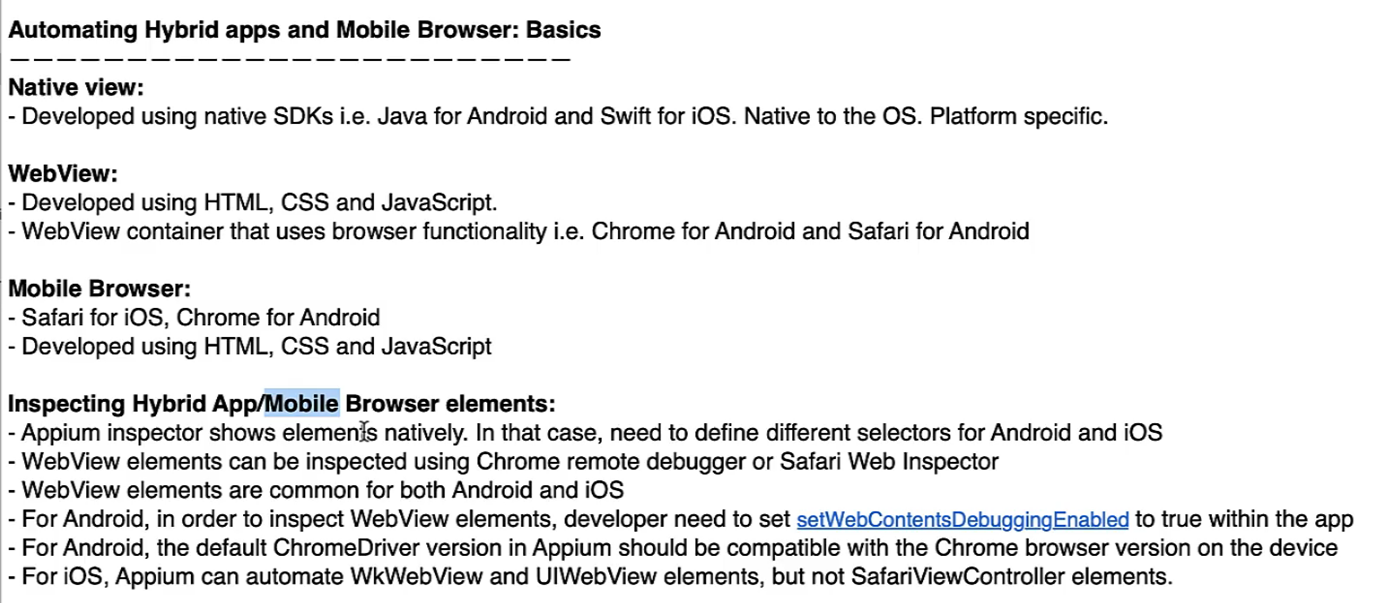 Automating Hybrid apps and Mobile Browser: Basics
————————————————————————
Native view:
- Developed using native SDKs i.e. Java for Android and Swift for iOS. Native to the OS. Platform specific.
WebView:
- Developed using HTML, CSS and JavaScript.
- WebView container that uses browser functionality i.e. Chrome for Android and Safari for Android
Mobile Browser:
- Safari for iOS, Chrome for Android
- Developed using HTML, CSS and JavaScript
Inspecting Hybrid App/Mobile Browser elements:
- Appium inspector shows elements natively. In that case, need to define different selectors for Android and iOS
- WebView elements can be inspected using Chrome remote debugger or Safari Web Inspector
- WebView elements are common for both Android and iOS
- For Android, in order to inspect WebView elements, developer need to set setWebContentsDebuggingEnabled to true within the app
- For Android, the default ChromeDriver version in Appium should be compatible with the Chrome browser version on the device
- For iOS, Appium can automate WkWebView and UIWebView elements, but not SafariViewController elements.